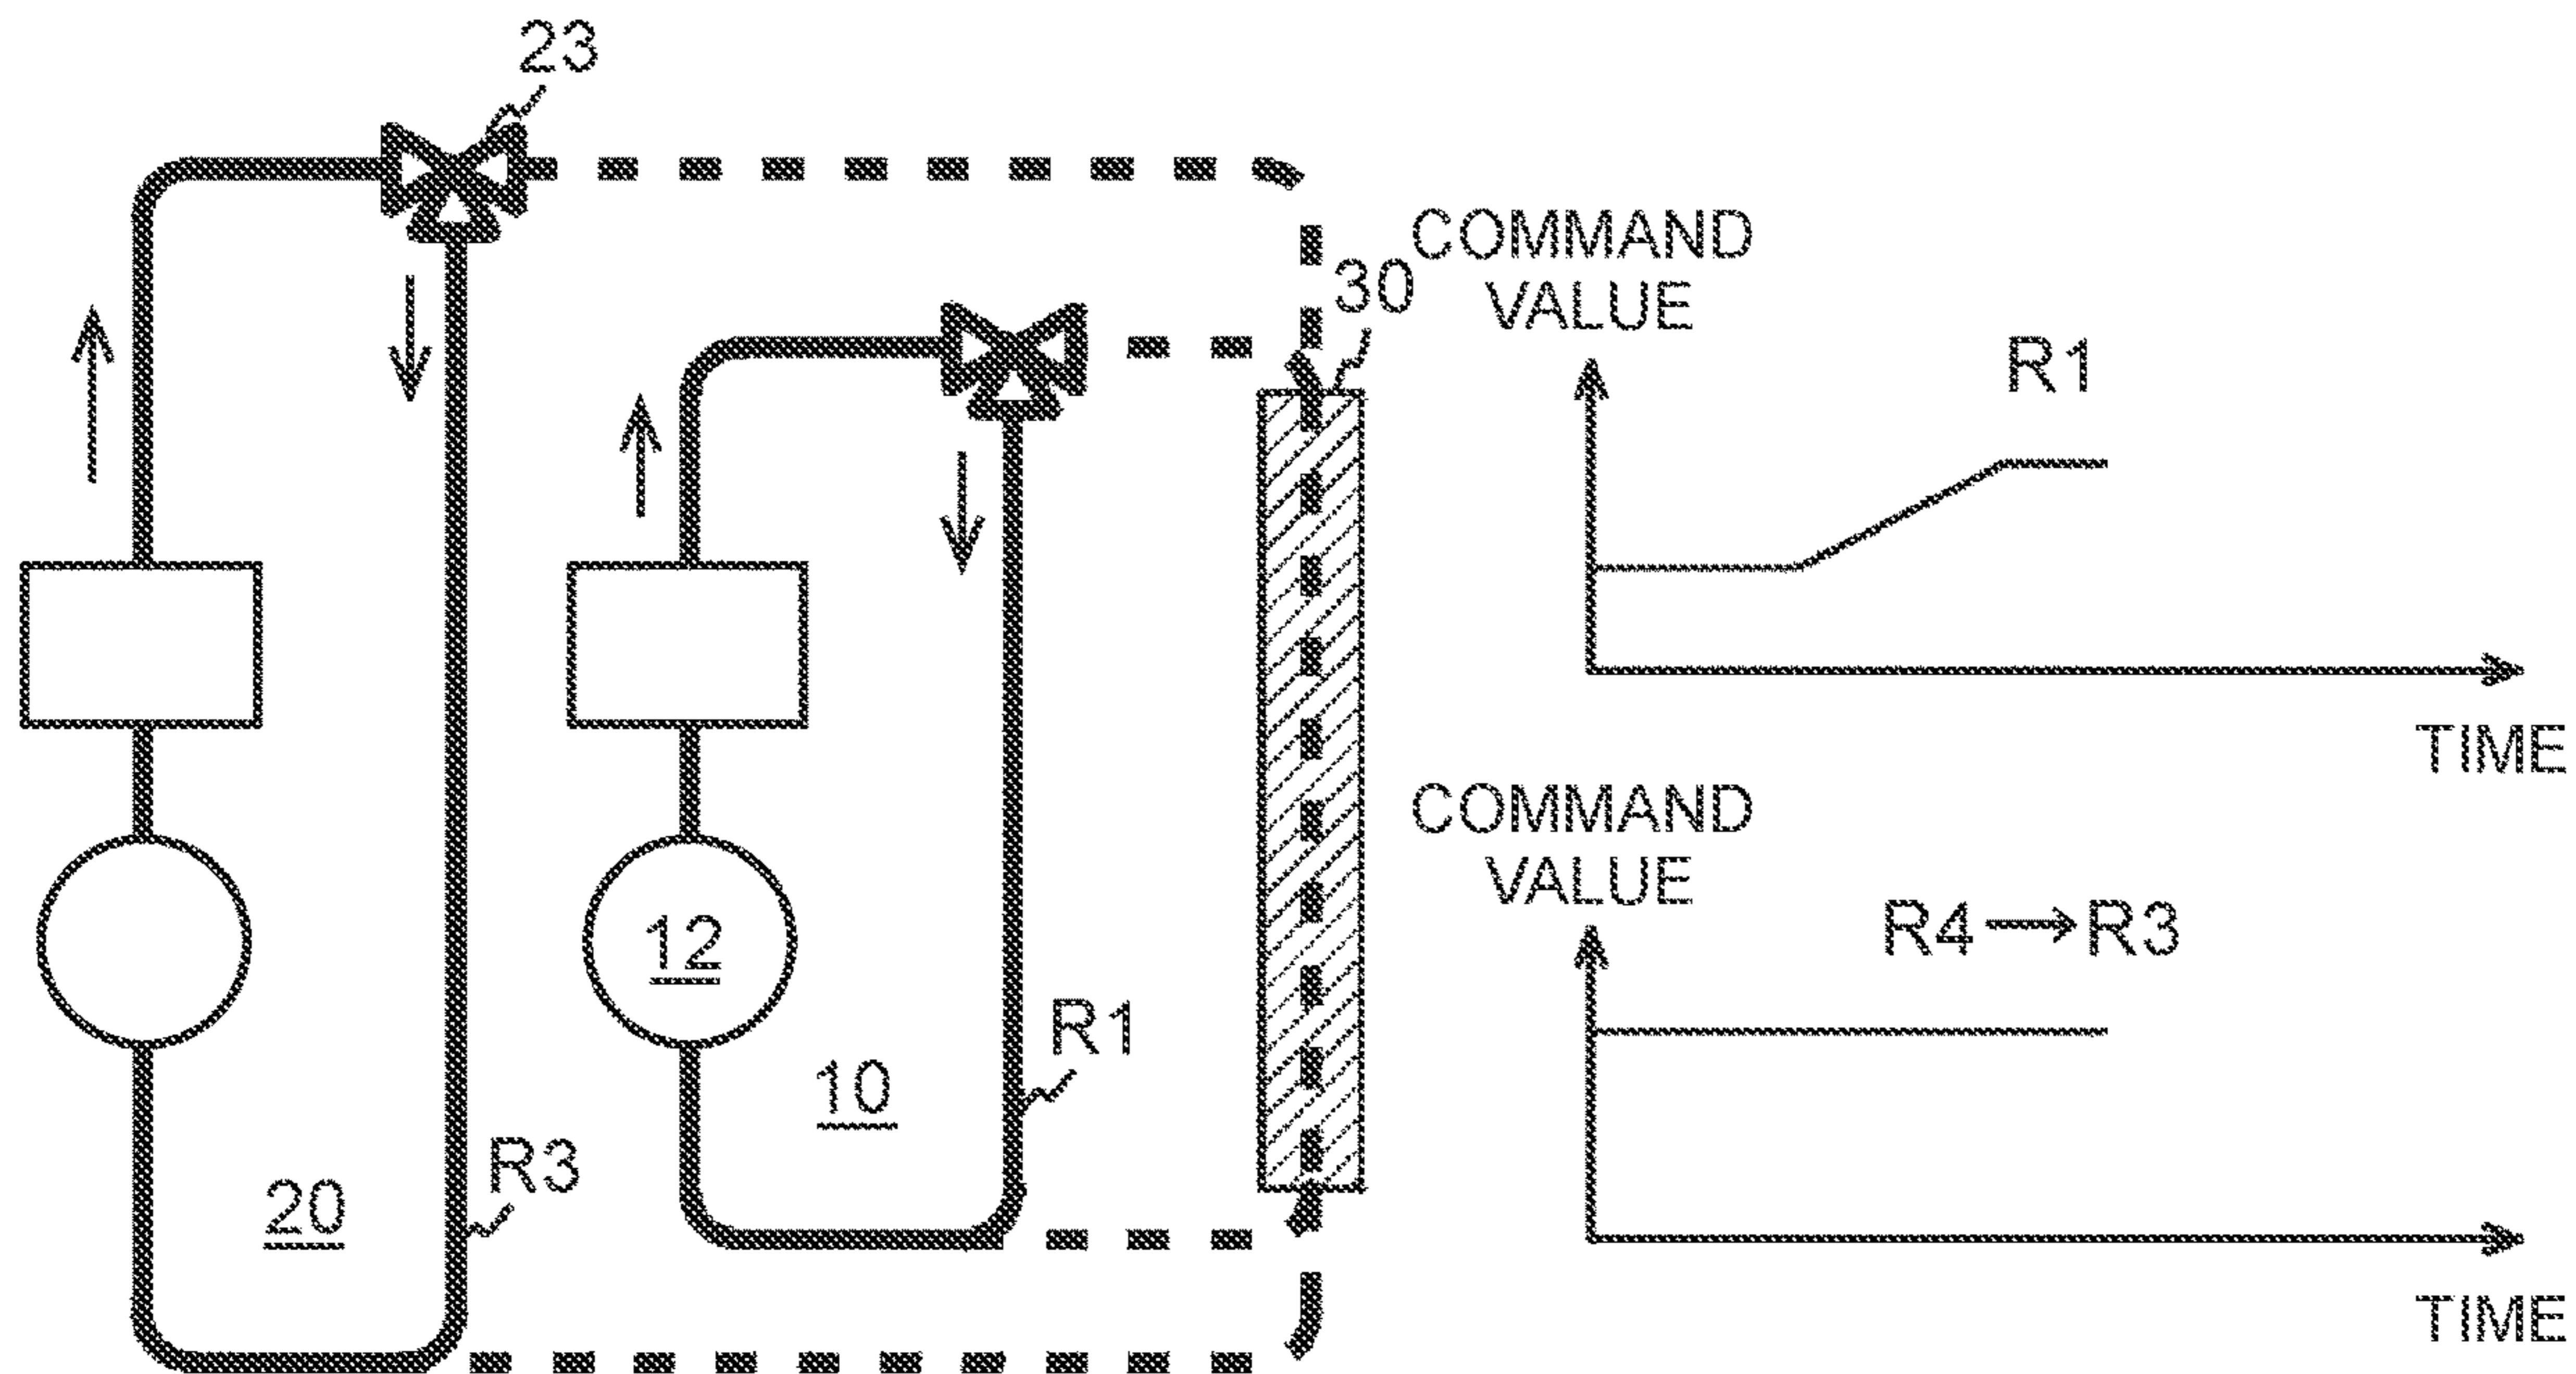 23
COMMAND
VALUE
30
R1
TIME
COMMAND
VALUE
R4→R3
12
R1
10
R3
20
TIME